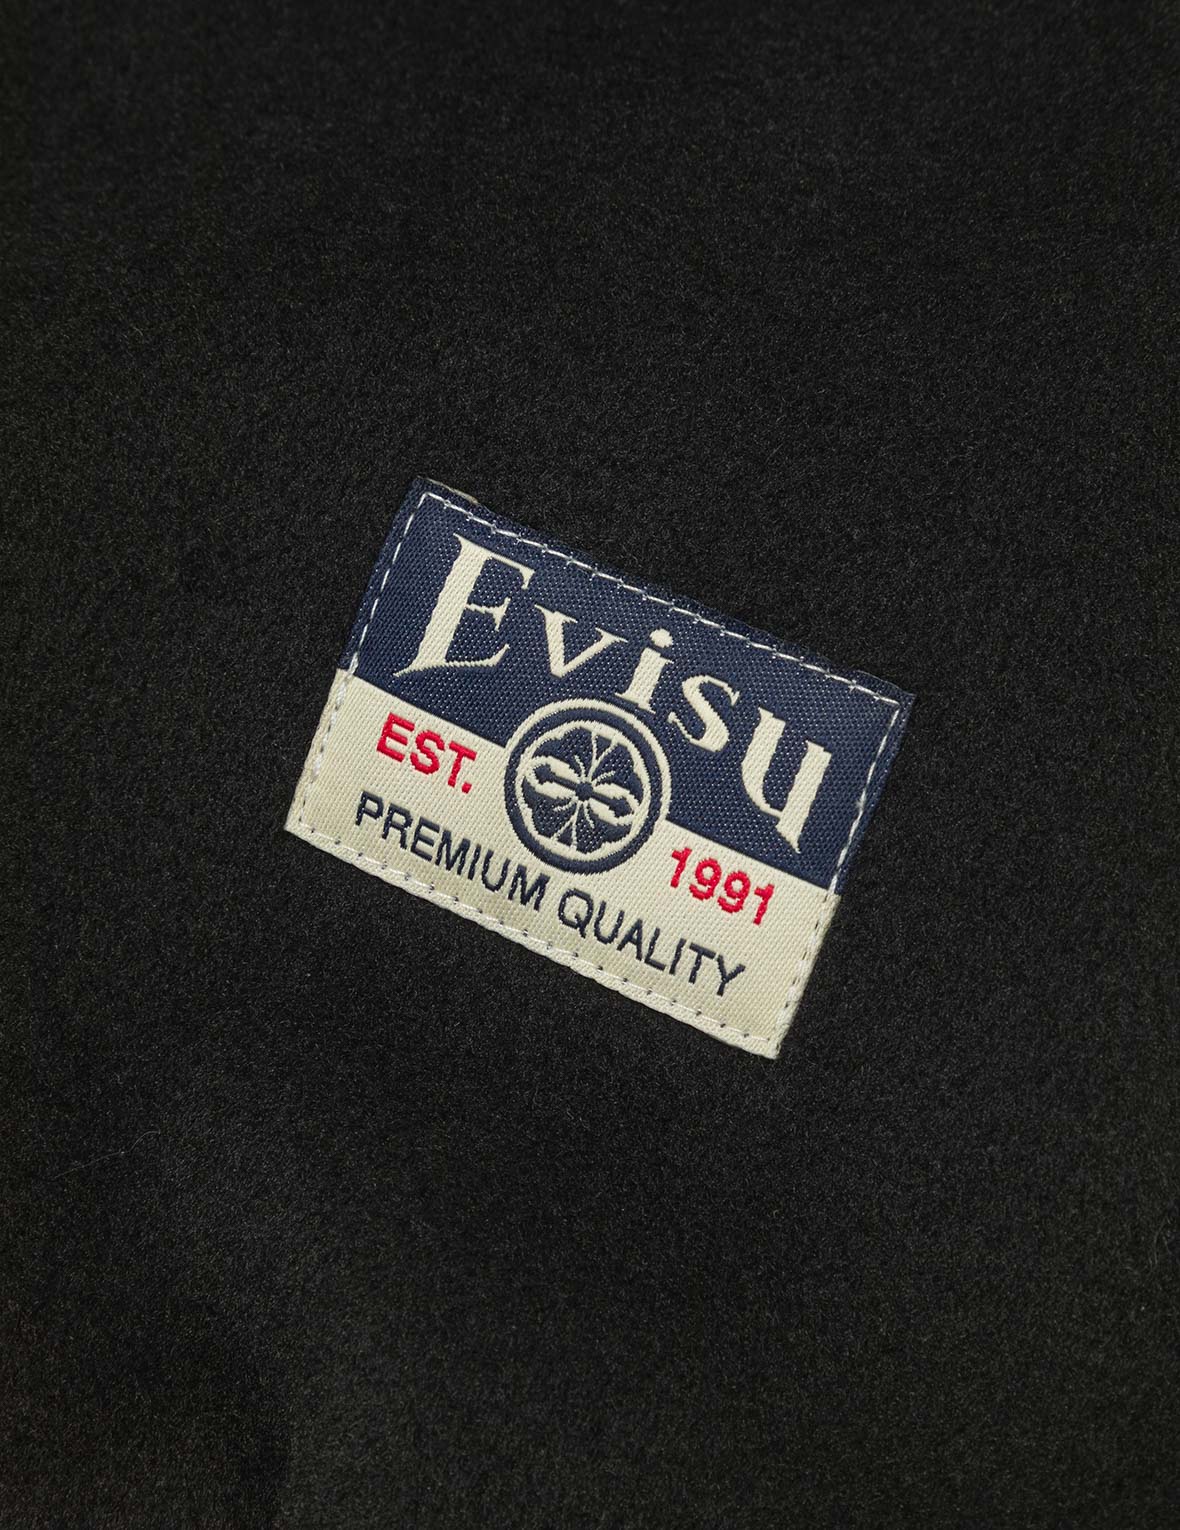 Evisu
EST. 1991
PREMIUM QUALITY